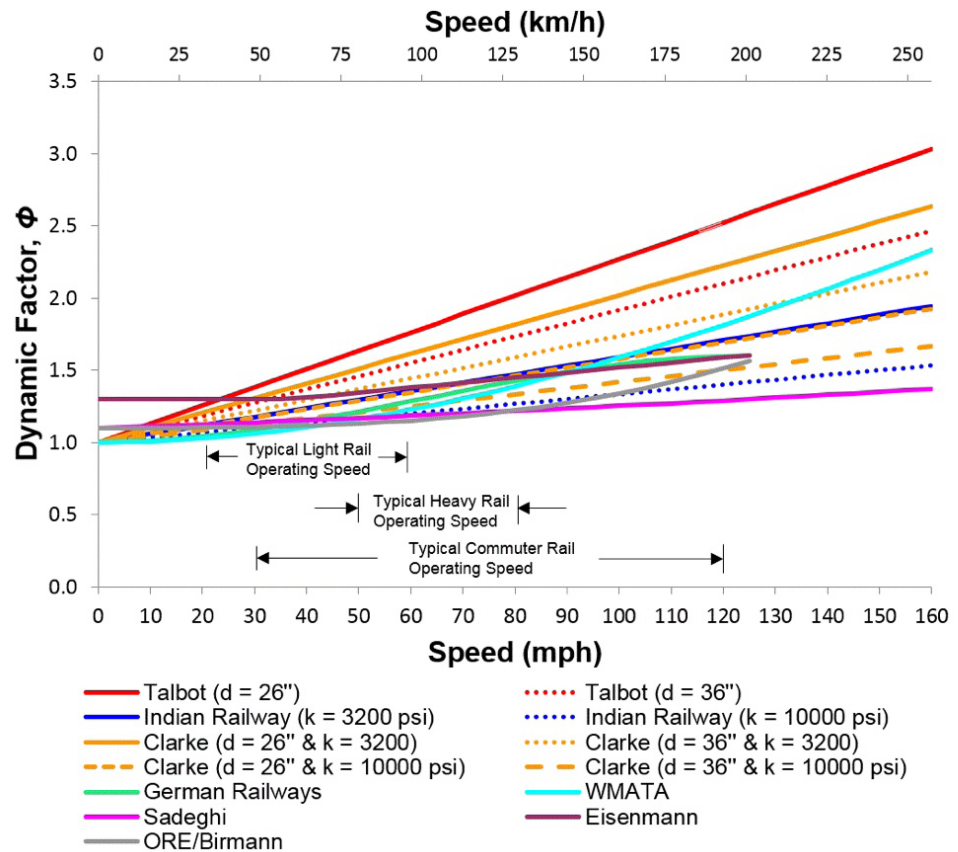 Speed (km/h)
0 25 50 75 100 125 150 175 200 225 250
3.5
3.0
2.5
2.0
1.5
1.0
0.5
0.0
Dynamic Factor, Φ
Typical Light Rail
Operating Speed
Typical Heavy Rail
Operating Speed
Typical Commuter Rail
Operating Speed
0 10 20 30 40 50 60 70 80 90 100 110 120 130 140 150 160
Speed (mph)
Talbot (d = 26") Talbot (d = 36")
Indian Railway (k = 3200 psi) Indian Railway (k = 10000 psi)
Clarke (d = 26" & k = 3200) Clarke (d = 36" & k = 3200)
Clarke (d = 26" & k = 10000 psi) Clarke (d = 36" & k = 10000 psi)
German Railways WMATA
Sadeghi Eisenmann
ORE/Birmann